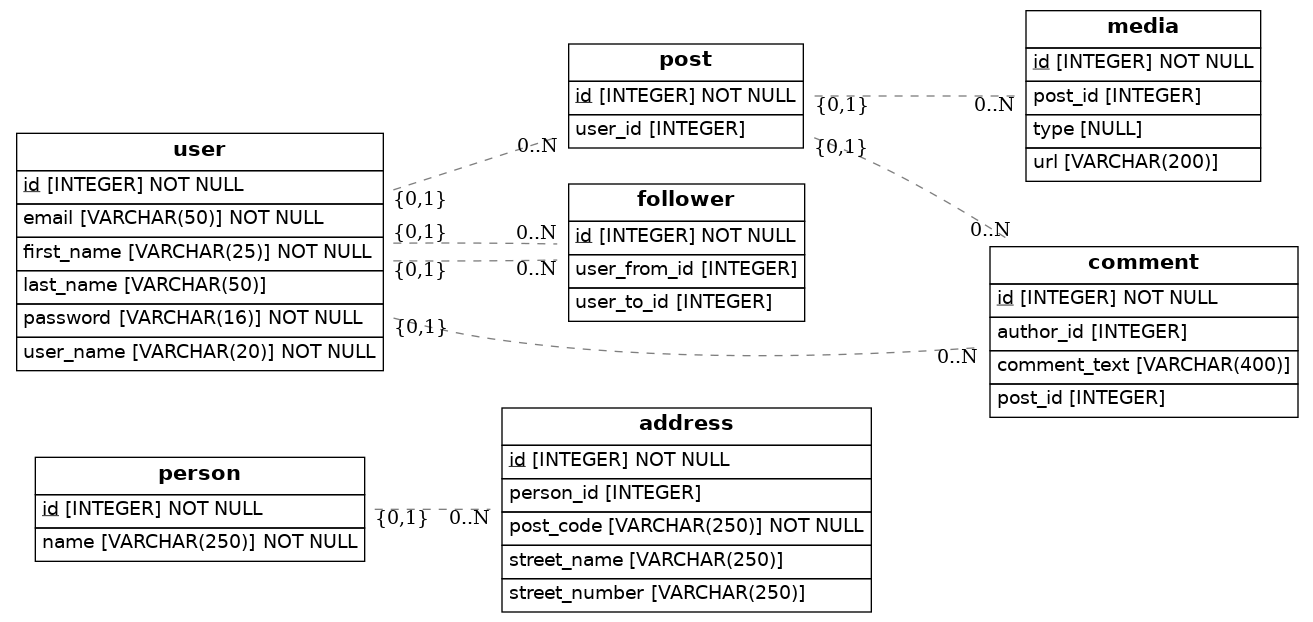 user
id [INTEGER] NOT NULL
email [VARCHAR(50)] NOT NULL
first_name [VARCHAR(25)] NOT NULL
last_name [VARCHAR(50)]
password [VARCHAR(16)] NOT NULL
user_name [VARCHAR(20)] NOT NULL
post
id [INTEGER] NOT NULL
user_id [INTEGER]
media
id [INTEGER] NOT NULL
post_id [INTEGER]
type [NULL]
url [VARCHAR(200)]
follower
id [INTEGER] NOT NULL
user_from_id [INTEGER]
user_to_id [INTEGER]
comment
id [INTEGER] NOT NULL
author_id [INTEGER]
comment_text [VARCHAR(400)]
post_id [INTEGER]
person
id [INTEGER] NOT NULL
name [VARCHAR(250)] NOT NULL
address
id [INTEGER] NOT NULL
person_id [INTEGER]
post_code [VARCHAR(250)] NOT NULL
street_name [VARCHAR(250)]
street_number [VARCHAR(250)]
{0,1} 0..N
{0,1} 0..N
{0,1} 0..N
{0,1} 0..N
{0,1} 0..N
{0,1} 0..N
{0,1} 0..N